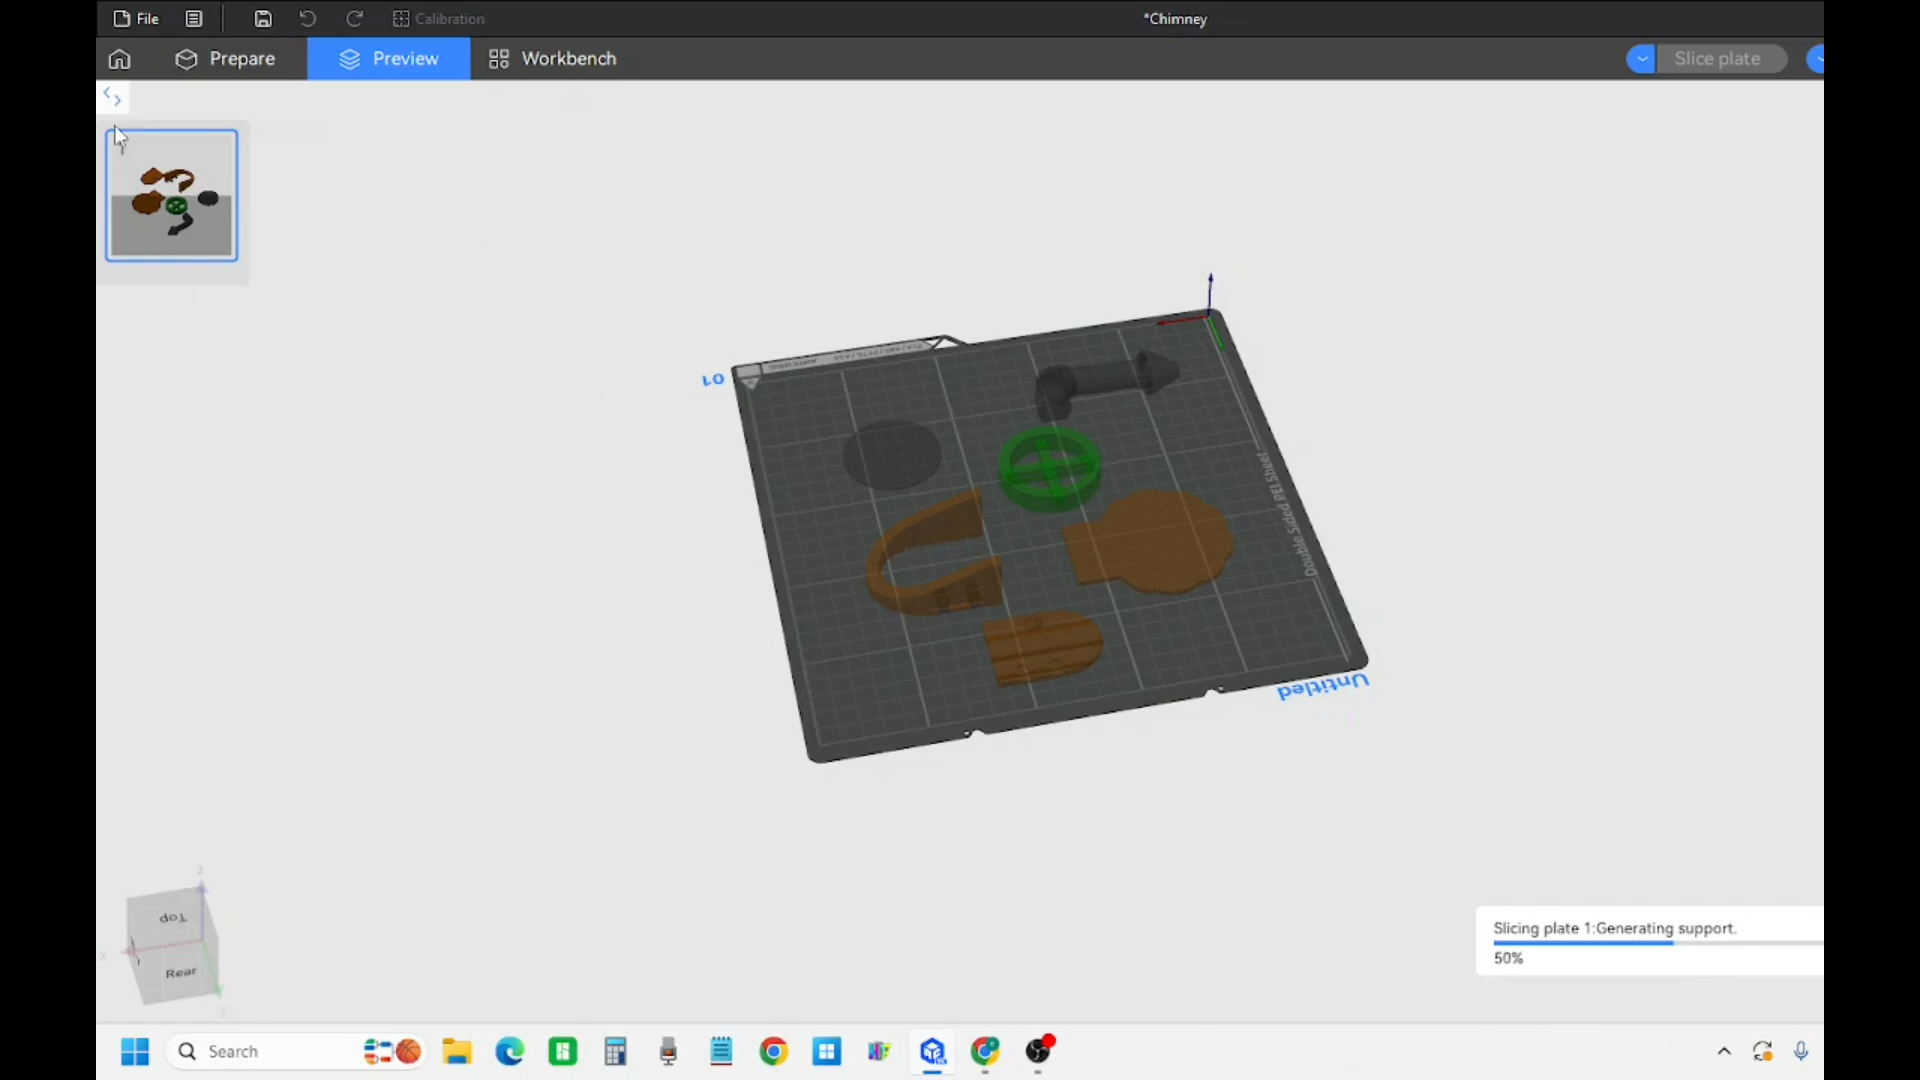 File
Calibration
*Chimney
Prepare
Preview
Workbench
Slice plate
01
Double Sided PEI Sheet
Untitled
Z
Top
X
Rear
Y
Slicing plate 1:Generating support.
50%
Search